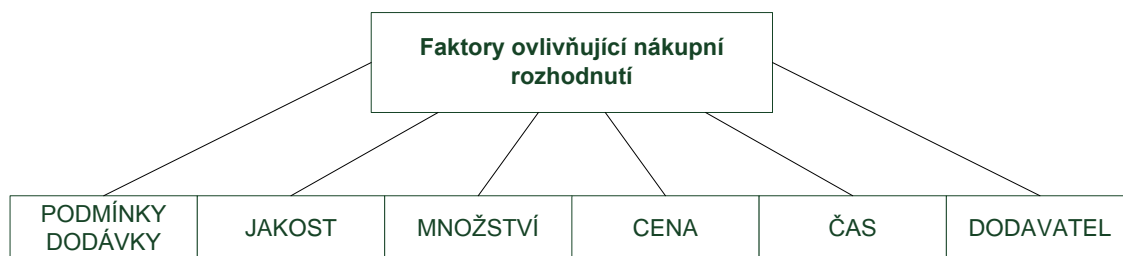 Faktory ovlivňující nákupní
rozhodnutí
PODMÍNKY
DODÁVKY
JAKOST
MNOŽSTVÍ
CENA
ČAS
DODAVATEL